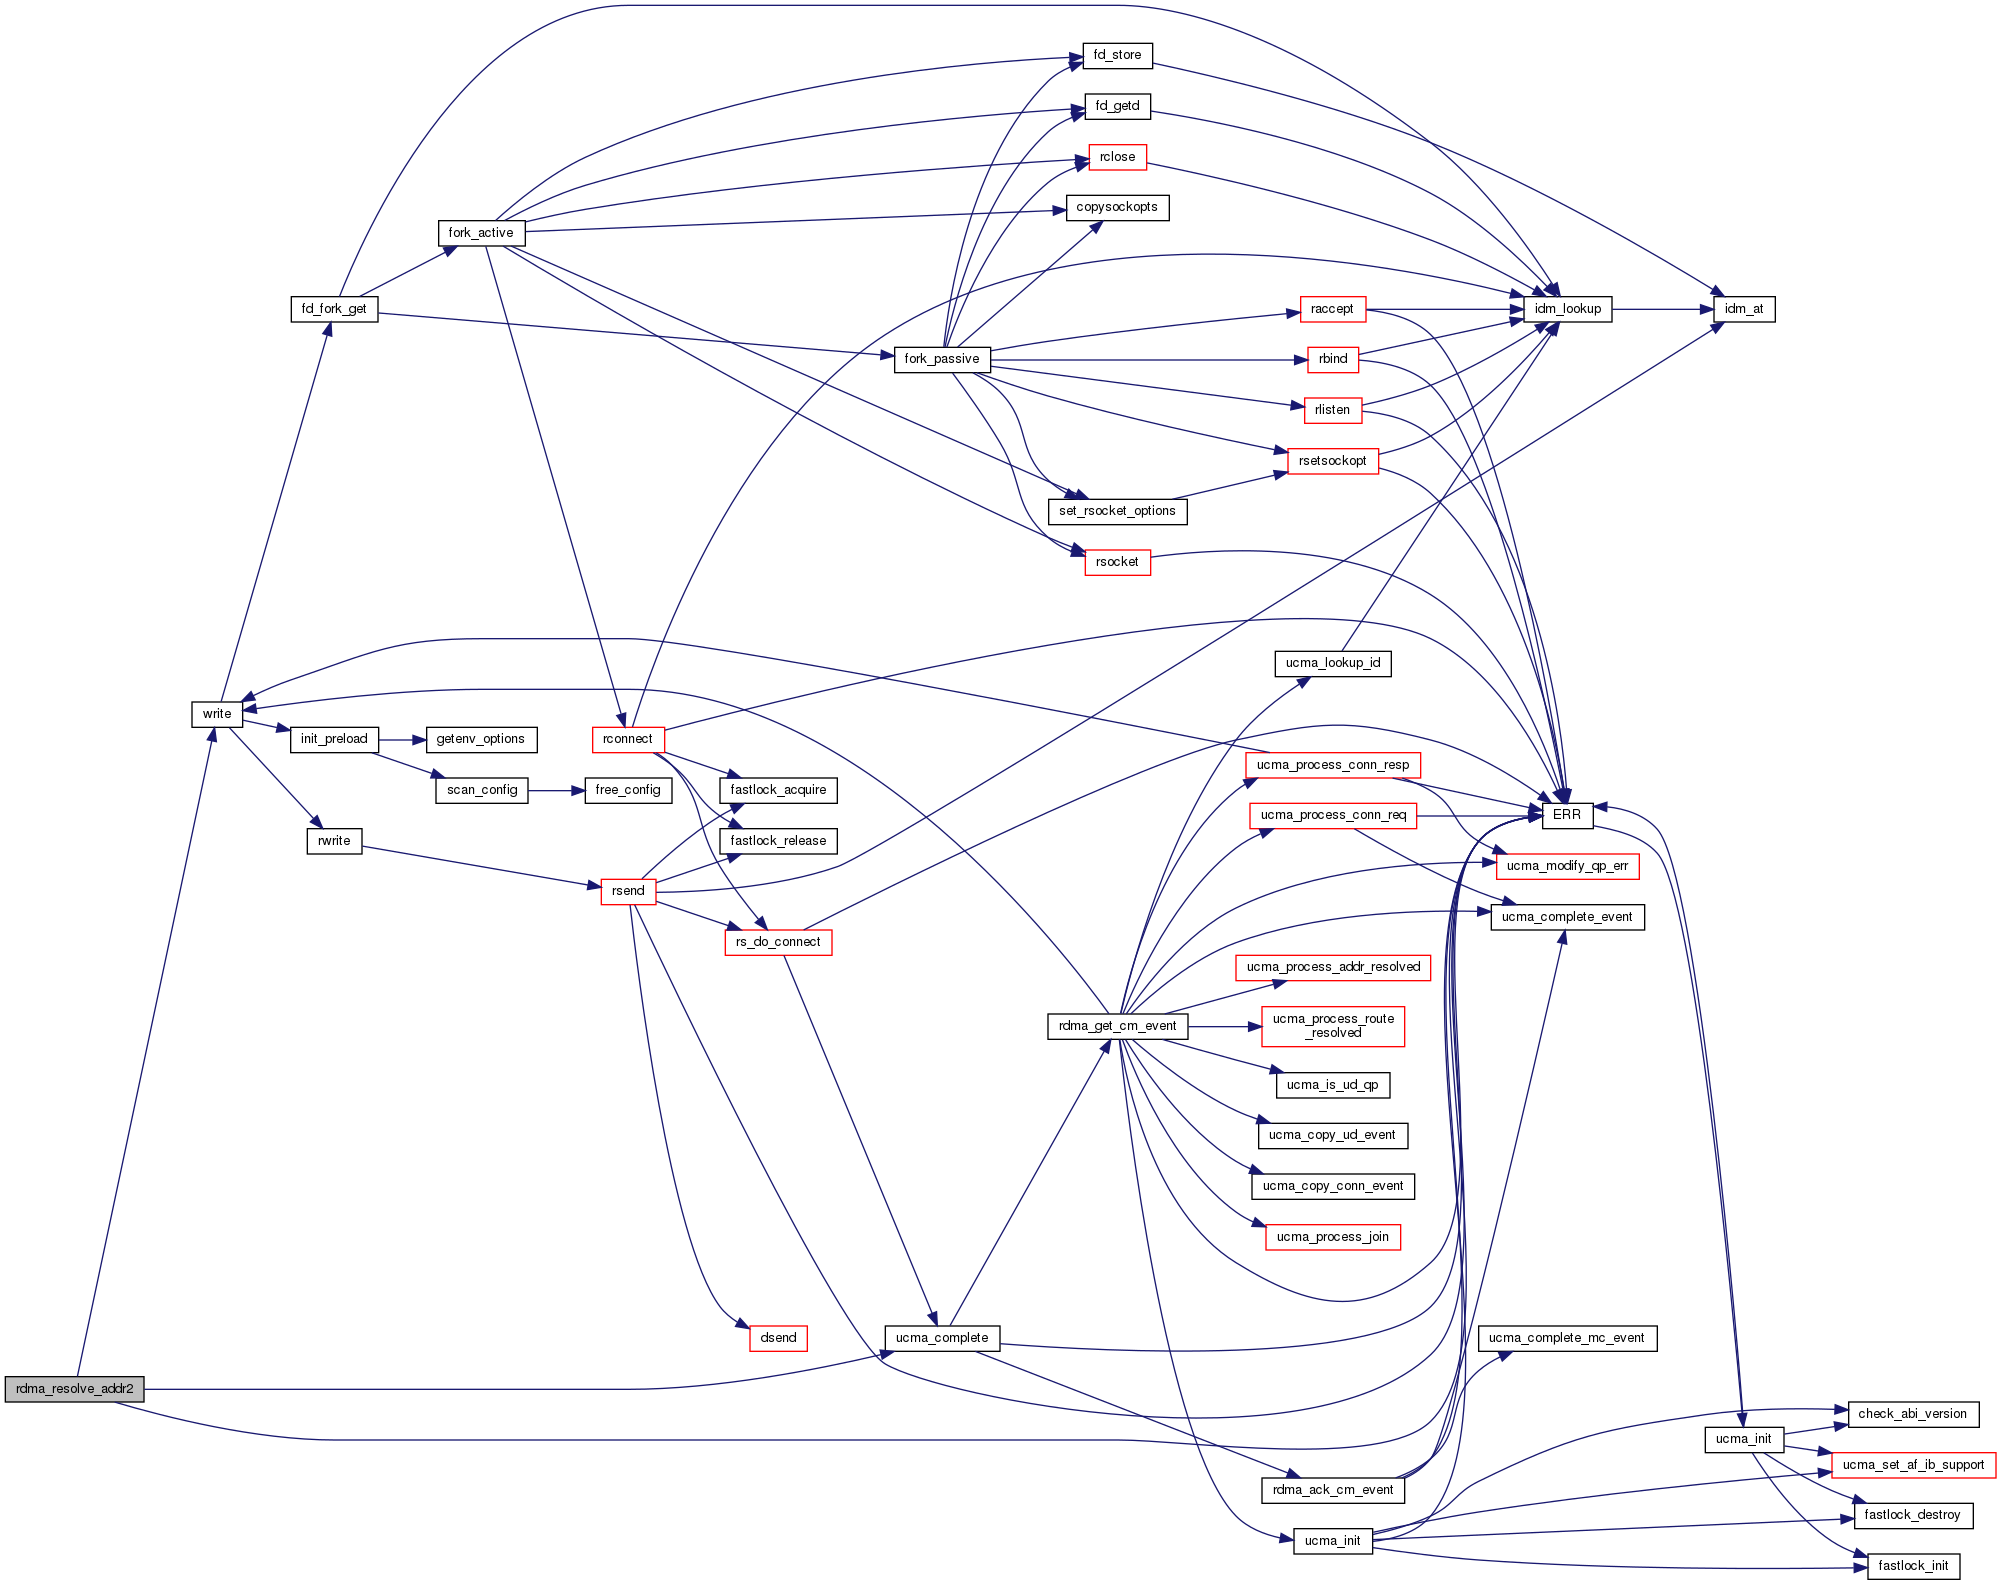 fd_store
fd_getd
rclose
copysockopts
fork_active
fd_fork_get
raccept
idm_lookup
idm_at
fork_passive
rbind
rlisten
rsetsockopt
set_rsocket_options
rsocket
ucma_lookup_id
write
init_preload
getenv_options
rconnect
ucma_process_conn_resp
scan_config
free_config
fastlock_acquire
ucma_process_conn_req
ERR
rwrite
fastlock_release
ucma_modify_qp_err
rsend
ucma_complete_event
rs_do_connect
ucma_process_addr_resolved
rdma_get_cm_event
ucma_process_route
_resolved
ucma_is_ud_qp
ucma_copy_ud_event
ucma_copy_conn_event
ucma_process_join
dsend
ucma_complete
ucma_complete_mc_event
rdma_resolve_addr2
check_abi_version
ucma_init
ucma_set_af_ib_support
rdma_ack_cm_event
fastlock_destroy
ucma_init
fastlock_init